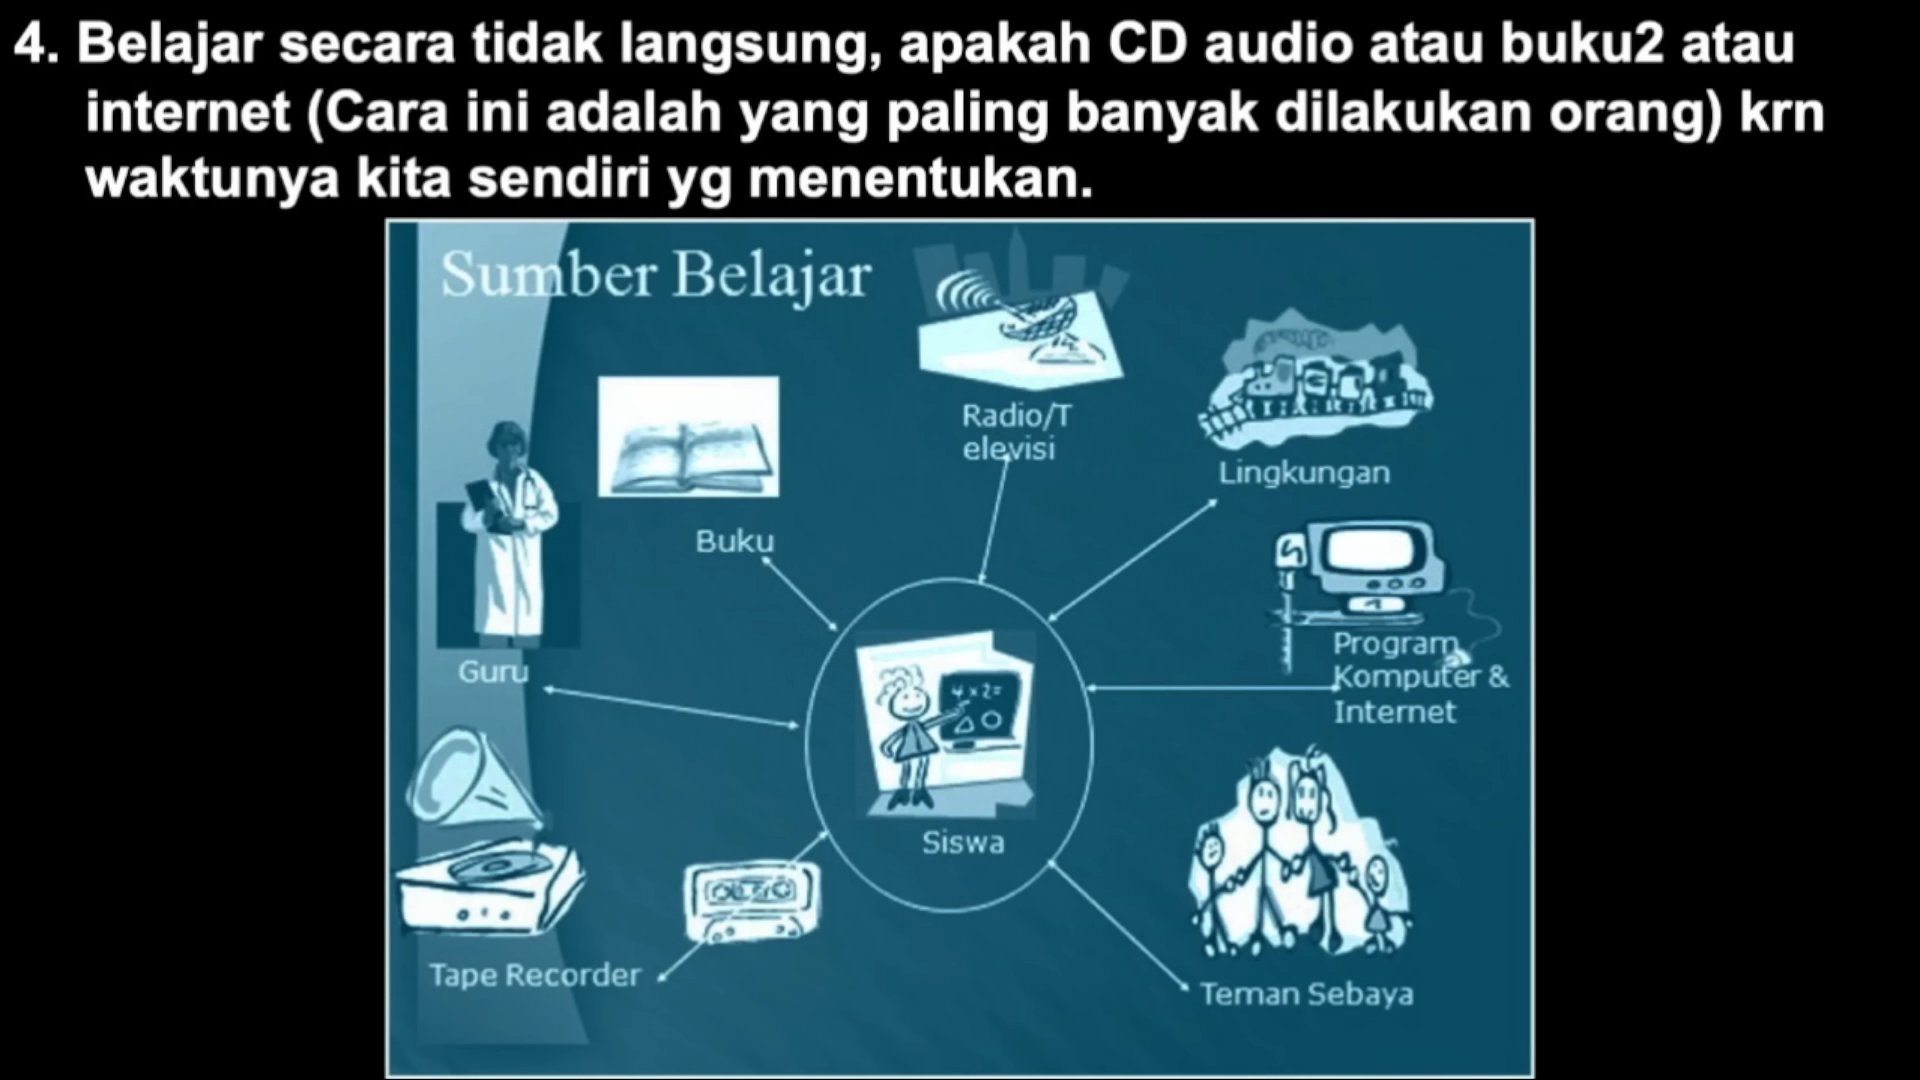 4. Belajar secara tidak langsung, apakah CD audio atau buku2 atau
internet (Cara ini adalah yang paling banyak dilakukan orang) krn
waktunya kita sendiri yg menentukan.
Sumber Belajar
Radio/T
elevisi
Lingkungan
Buku
Program
Komputer &
Internet
Guru
4 x 2=
Siswa
Tape Recorder
Teman Sebaya